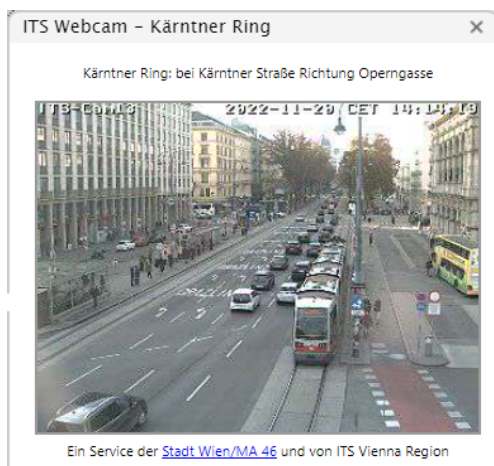 ITS Webcam – Kärntner Ring ×
Kärntner Ring: bei Kärntner Straße Richtung Operngasse
ITS-Cam13 2022-11-20 CET 14:14:19
Ein Service der Stadt Wien/MA 46 und von ITS Vienna Region